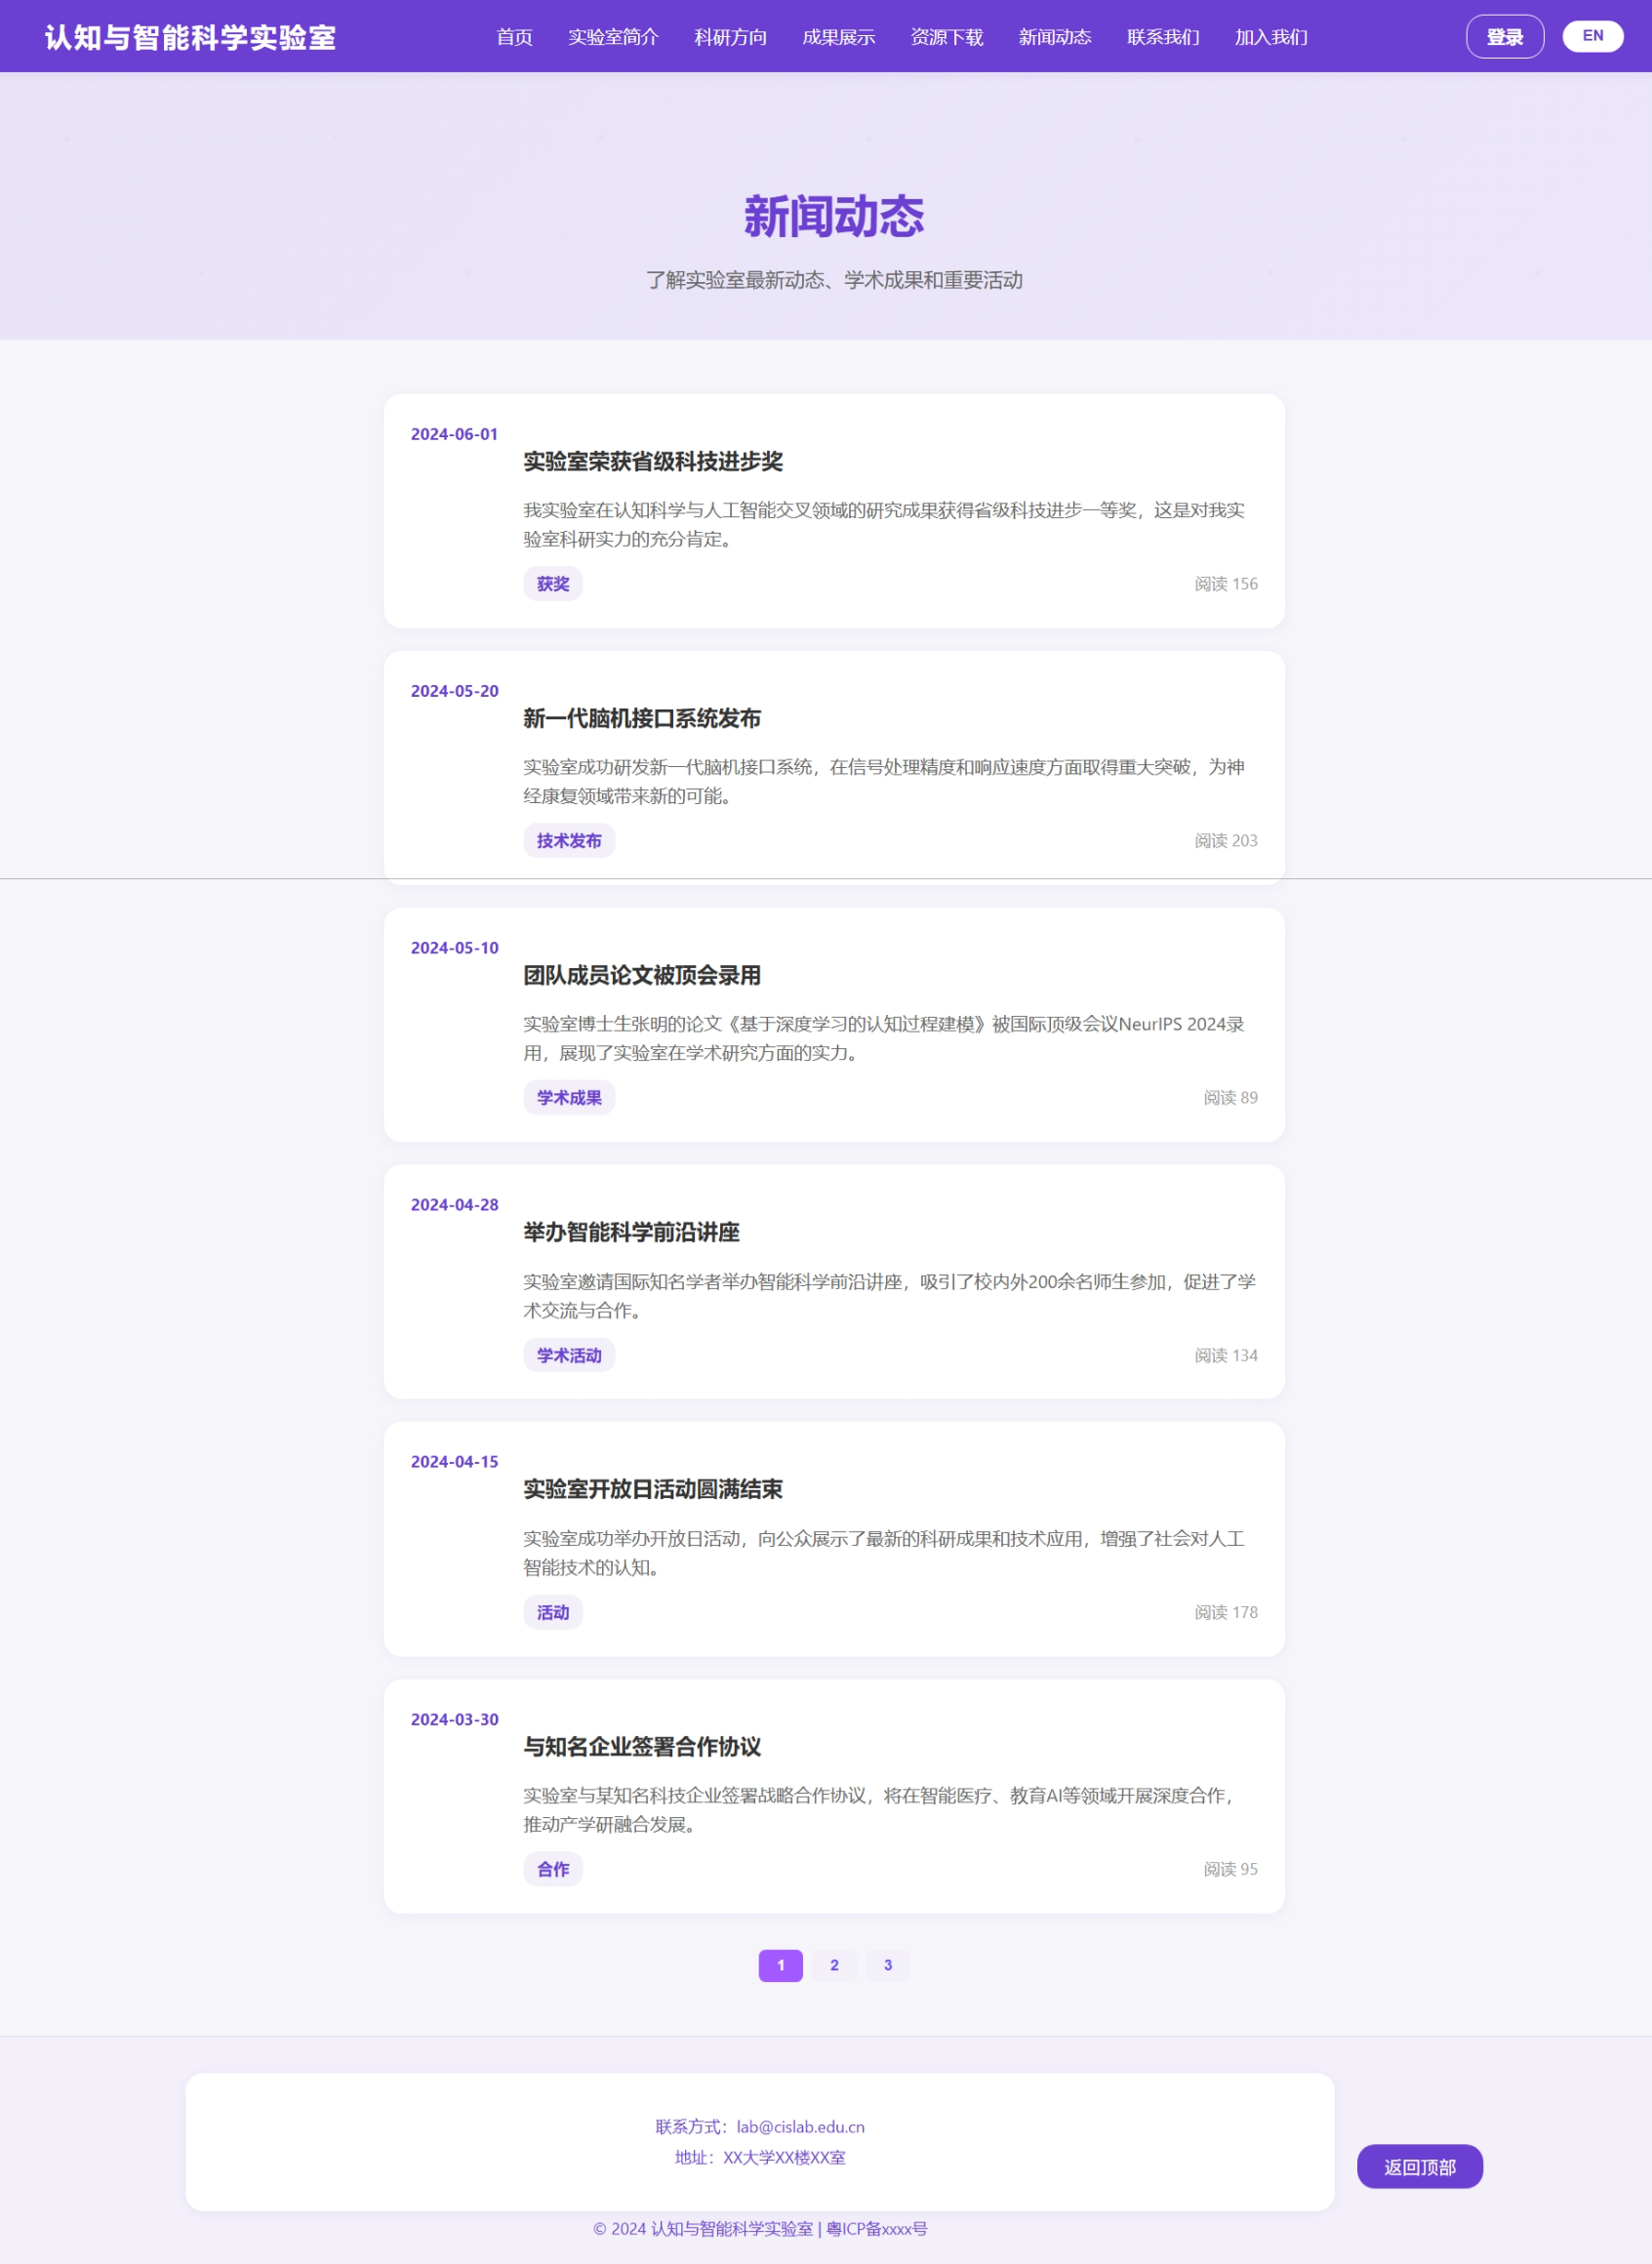 认知与智能科学实验室
首页 实验室简介 科研方向 成果展示 资源下载 新闻动态 联系我们 加入我们
登录 EN
新闻动态
了解实验室最新动态、学术成果和重要活动
2024-06-01
实验室荣获省级科技进步奖
我实验室在认知科学与人工智能交叉领域的研究成果获得省级科技进步一等奖，这是对我实
验室科研实力的充分肯定。
获奖 阅读 156
2024-05-20
新一代脑机接口系统发布
实验室成功研发新一代脑机接口系统，在信号处理精度和响应速度方面取得重大突破，为神
经康复领域带来新的可能。
技术发布 阅读 203
2024-05-10
团队成员论文被顶会录用
实验室博士生张明的论文《基于深度学习的认知过程建模》被国际顶级会议NeurIPS 2024录
用，展现了实验室在学术研究方面的实力。
学术成果 阅读 89
2024-04-28
举办智能科学前沿讲座
实验室邀请国际知名学者举办智能科学前沿讲座，吸引了校内外200余名师生参加，促进了学
术交流与合作。
学术活动 阅读 134
2024-04-15
实验室开放日活动圆满结束
实验室成功举办开放日活动，向公众展示了最新的科研成果和技术应用，增强了社会对人工
智能技术的认知。
活动 阅读 178
2024-03-30
与知名企业签署合作协议
实验室与某知名科技企业签署战略合作协议，将在智能医疗、教育AI等领域开展深度合作，
推动产学研融合发展。
合作 阅读 95
1 2 3
联系方式：lab@cislab.edu.cn
地址：XX大学XX楼XX室
返回顶部
© 2024 认知与智能科学实验室 | 粤ICP备xxxx号